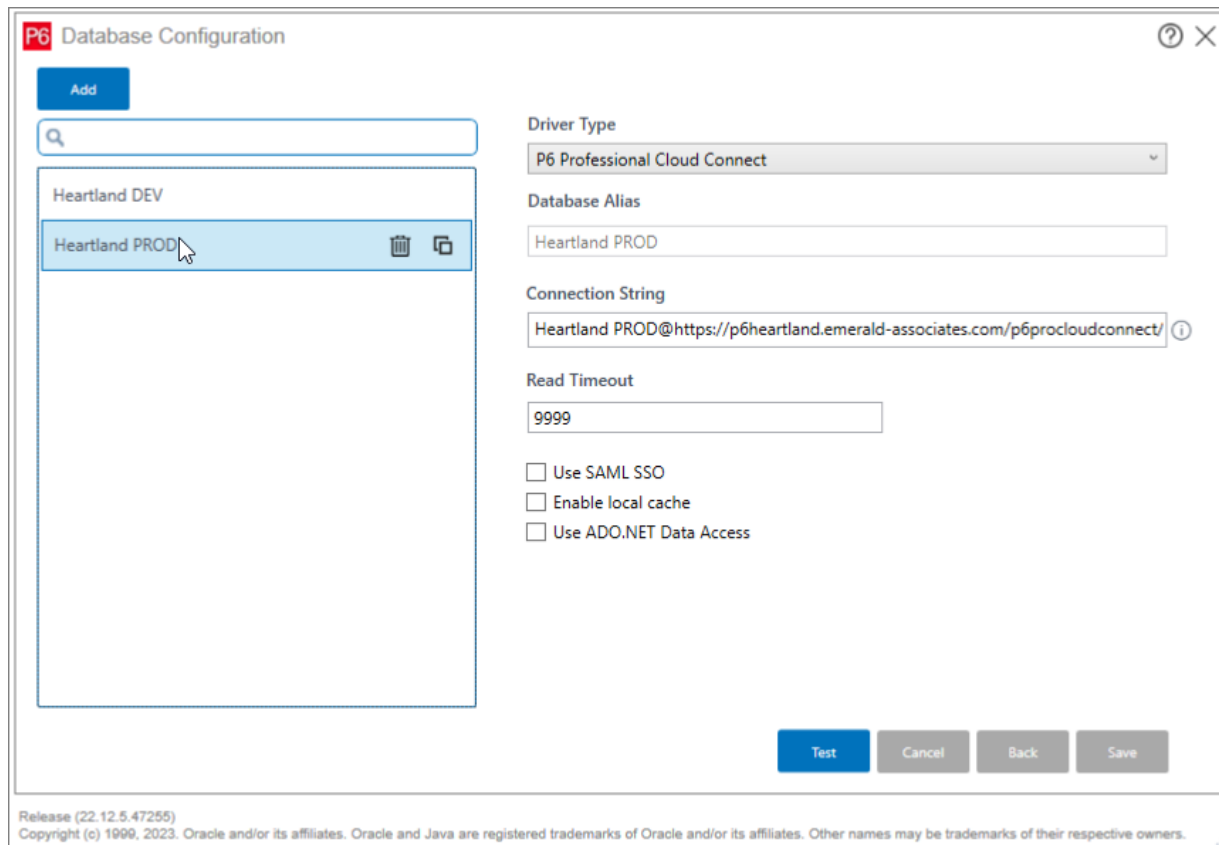 P6 Database Configuration
Add
Heartland DEV
Heartland PROD
Driver Type
P6 Professional Cloud Connect
Database Alias
Heartland PROD
Connection String
Heartland PROD@https://p6heartland.emerald-associates.com/p6procloudconnect/
Read Timeout
9999
Use SAML SSO
Enable local cache
Use ADO.NET Data Access
Test Cancel Back Save
Release (22.12.5.47255)
Copyright (c) 1999, 2023. Oracle and/or its affiliates. Oracle and Java are registered trademarks of Oracle and/or its affiliates. Other names may be trademarks of their respective owners.